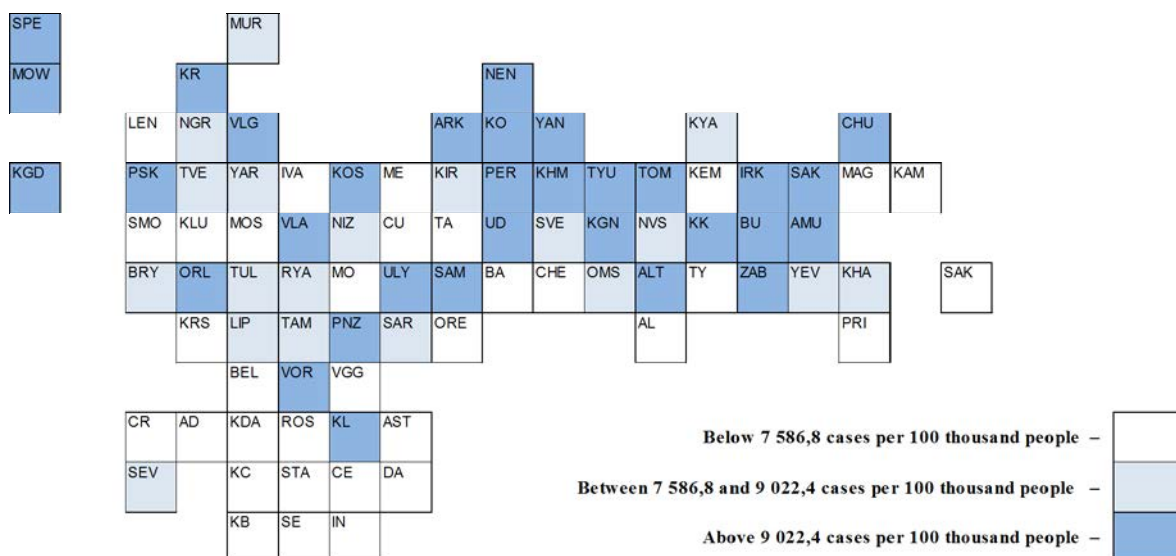 SPE MUR
MOW KR NEN
LEN NGR VLG ARK KO YAN KYA CHU
KGD PSK TVE YAR IVA KOS ME KIR PER KHM TYU TOM KEM IRK SAK MAG KAM
SMO KLU MOS VLA NIZ CU TA UD SVE KGN NVS KK BU AMU
BRY ORL TUL RYA MO ULY SAM BA CHE OMS ALT TY ZAB YEV KHA SAK
KRS LIP TAM PNZ SAR ORE AL PRI
BEL VOR VGG
CR AD KDA ROS KL AST
Below 7 586,8 cases per 100 thousand people –
SEV KC STA CE DA
Between 7 586,8 and 9 022,4 cases per 100 thousand people –
KB SE IN
Above 9 022,4 cases per 100 thousand people –